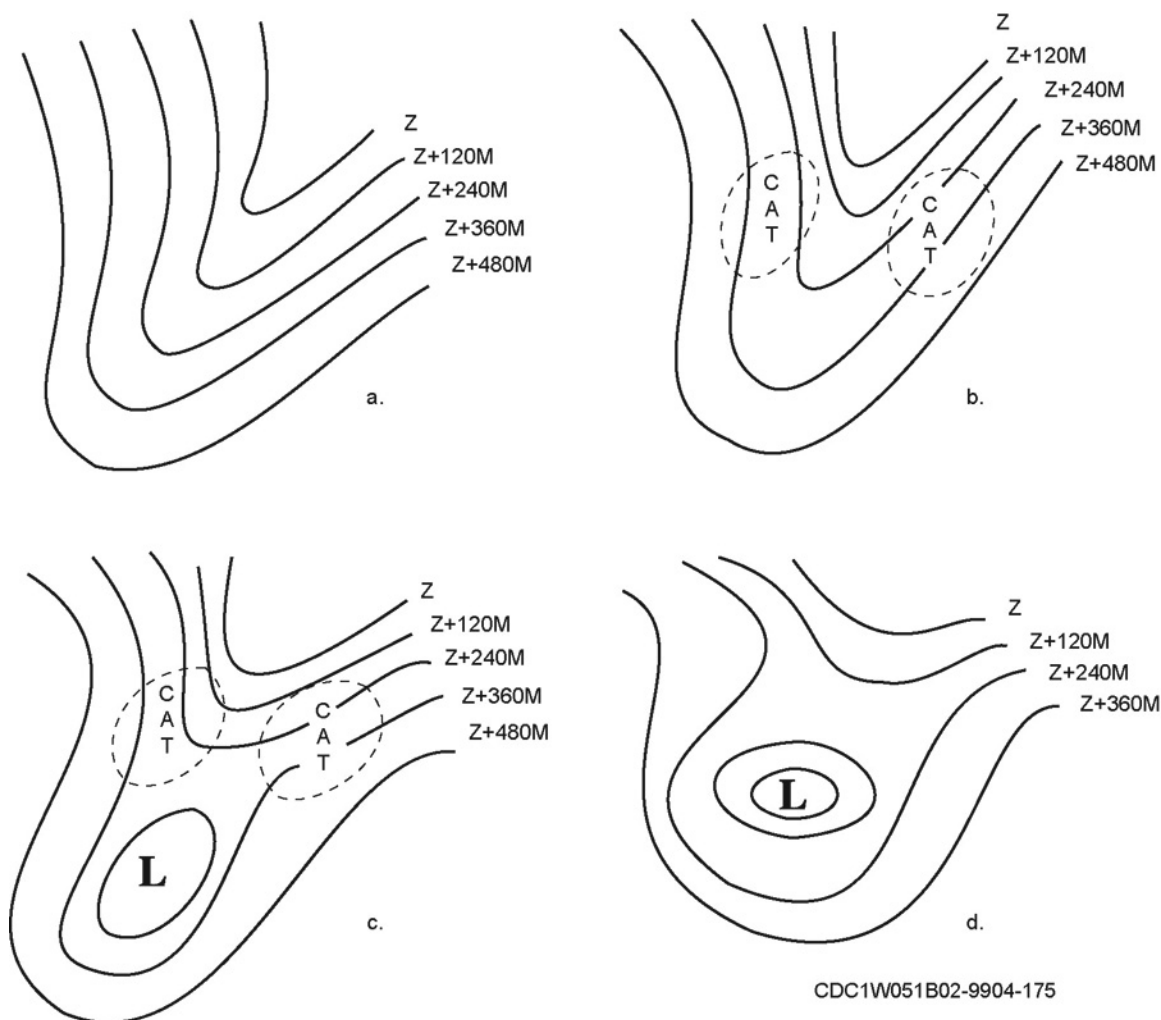 Z
Z+120M
Z+240M
Z+360M
Z+480M
a.
Z
Z+120M
Z+240M
Z+360M
Z+480M
C
A
T
C
A
T
b.
Z
Z+120M
Z+240M
Z+360M
Z+480M
C
A
T
C
A
T
L
c.
Z
Z+120M
Z+240M
Z+360M
L
d.
CDC1W051B02-9904-175